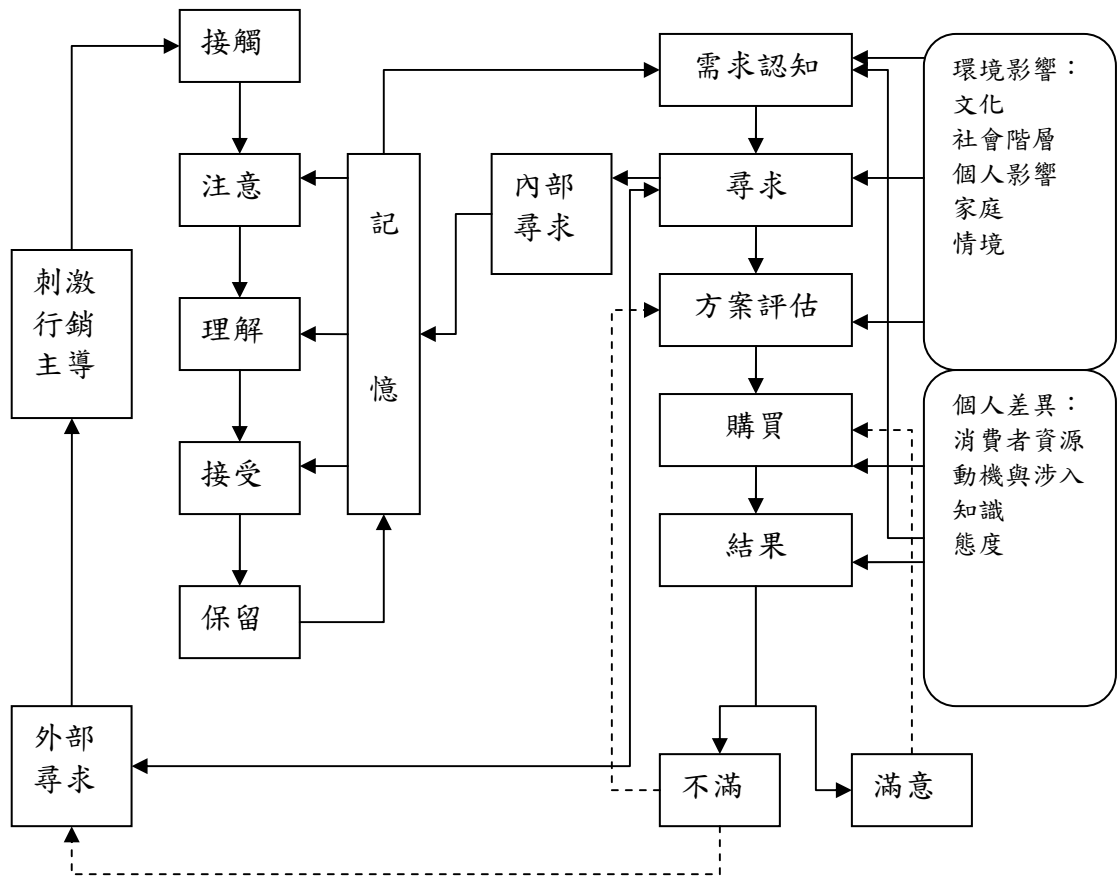 接觸
注意
理解
接受
保留
刺激
行銷
主導
外部
尋求
記
憶
內部
尋求
需求認知
尋求
方案評估
購買
結果
不滿
滿意
環境影響：
文化
社會階層
個人影響
家庭
情境
個人差異：
消費者資源
動機與涉入
知識
態度